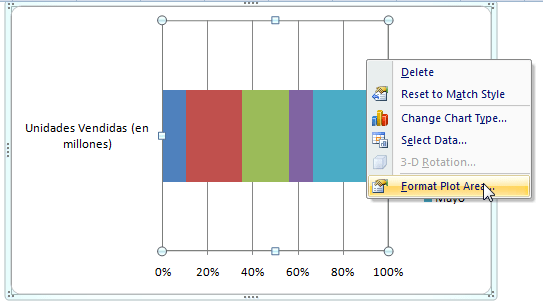 Unidades Vendidas (en
millones)
0% 20% 40% 60% 80% 100%
Delete
Reset to Match Style
Change Chart Type...
Select Data...
3-D Rotation...
Format Plot Area...
Mayo